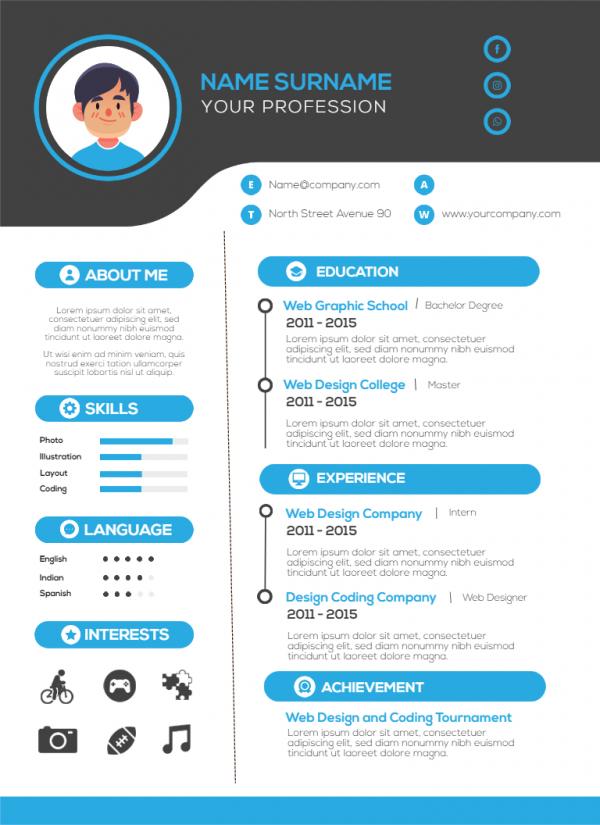 NAME SURNAME
YOUR PROFESSION
E Name@company.com A
T North Street Avenue 90 W www.yourcompany.com
ABOUT ME
Lorem ipsum dolor sit amet,
consectetuer adipiscing elit, sed
diam nonummy nibh euismod
tincidunt ut laoreet dolore magna.
Ut wisi enim ad minim veniam, quis
nostrud exerci tation ullamcorper
suscipit lobortis nisl ut aliquip.
SKILLS
Photo
Illustration
Layout
Coding
LANGUAGE
English
Indian
Spanish
INTERESTS
EDUCATION
Web Graphic School / Bachelor Degree
2011 - 2015
Lorem ipsum dolor sit amet, consectetuer
adipiscing elit, sed diam nonummy nibh euismod
tincidunt ut laoreet dolore magna.
Web Design College \ Master
2011 - 2015
Lorem ipsum dolor sit amet, consectetuer
adipiscing elit, sed diam nonummy nibh euismod
tincidunt ut laoreet dolore magna.
EXPERIENCE
Web Design Company | Intern
2011 - 2015
Lorem ipsum dolor sit amet, consectetuer
adipiscing elit, sed diam nonummy nibh euismod
tincidunt ut laoreet dolore magna.
Design Coding Company \ Web Designer
2011 - 2015
Lorem ipsum dolor sit amet, consectetuer
adipiscing elit, sed diam nonummy nibh euismod
tincidunt ut laoreet dolore magna.
ACHIEVEMENT
Web Design and Coding Tournament
Lorem ipsum dolor sit amet, consectetuer
adipiscing elit, sed diam nonummy nibh euismod
tincidunt ut laoreet dolore magna.